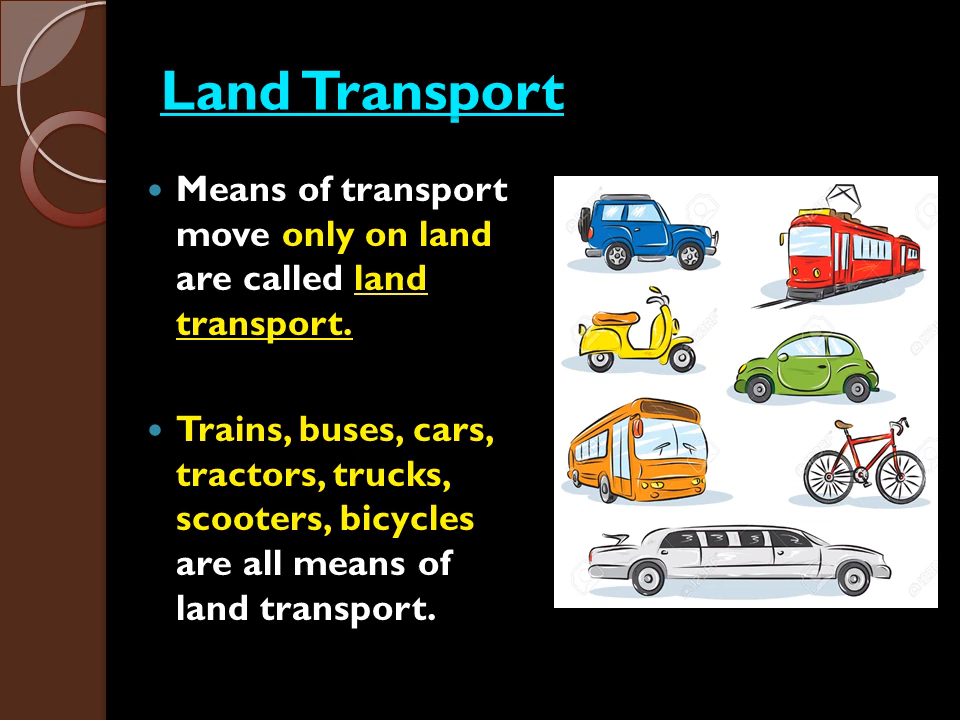 Land Transport
Means of transport
move only on land
are called land
transport.
Trains, buses, cars,
tractors, trucks,
scooters, bicycles
are all means of
land transport.